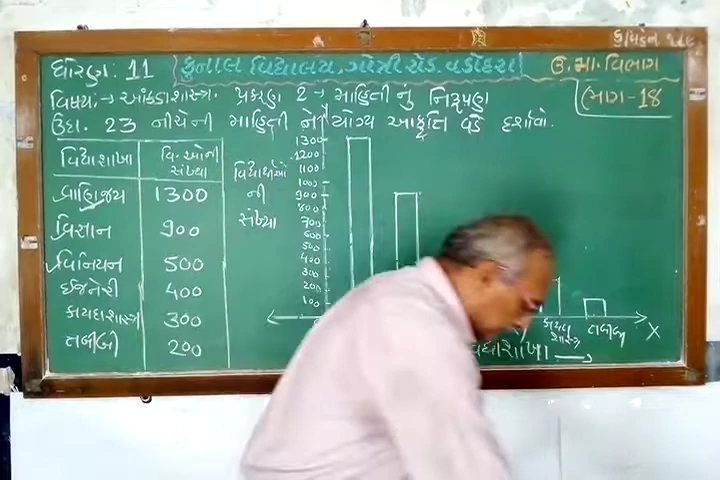 ધોરણ: 11 કુનાલ વિદ્યાલય, ગોત્રી રોડ, વડોદરા ઉ.મા. વિભાગ
વિષય:→ આંકડાશાસ્ત્ર. પ્રકરણ 2→ માહિતીનું નિરૂપણ ભાગ-18
ઉદા. 23 નીચેની માહિતીને યોગ્ય આકૃતિ વડે દર્શાવો.
વિદ્યાશાખા વિ.ઓની સંખ્યા
વાણિજ્ય 1300
વિજ્ઞાન 900
વિનિયન 500
ઈજનેરી 400
કાયદાશાસ્ત્ર 300
તબીબી 200
વિદ્યાર્થીઓ
ની
સંખ્યા
Y
1300
1200
1100
1000
900
800
700
600
500
400
300
200
100
કાયદા શાસ્ત્ર
તબીબી
X